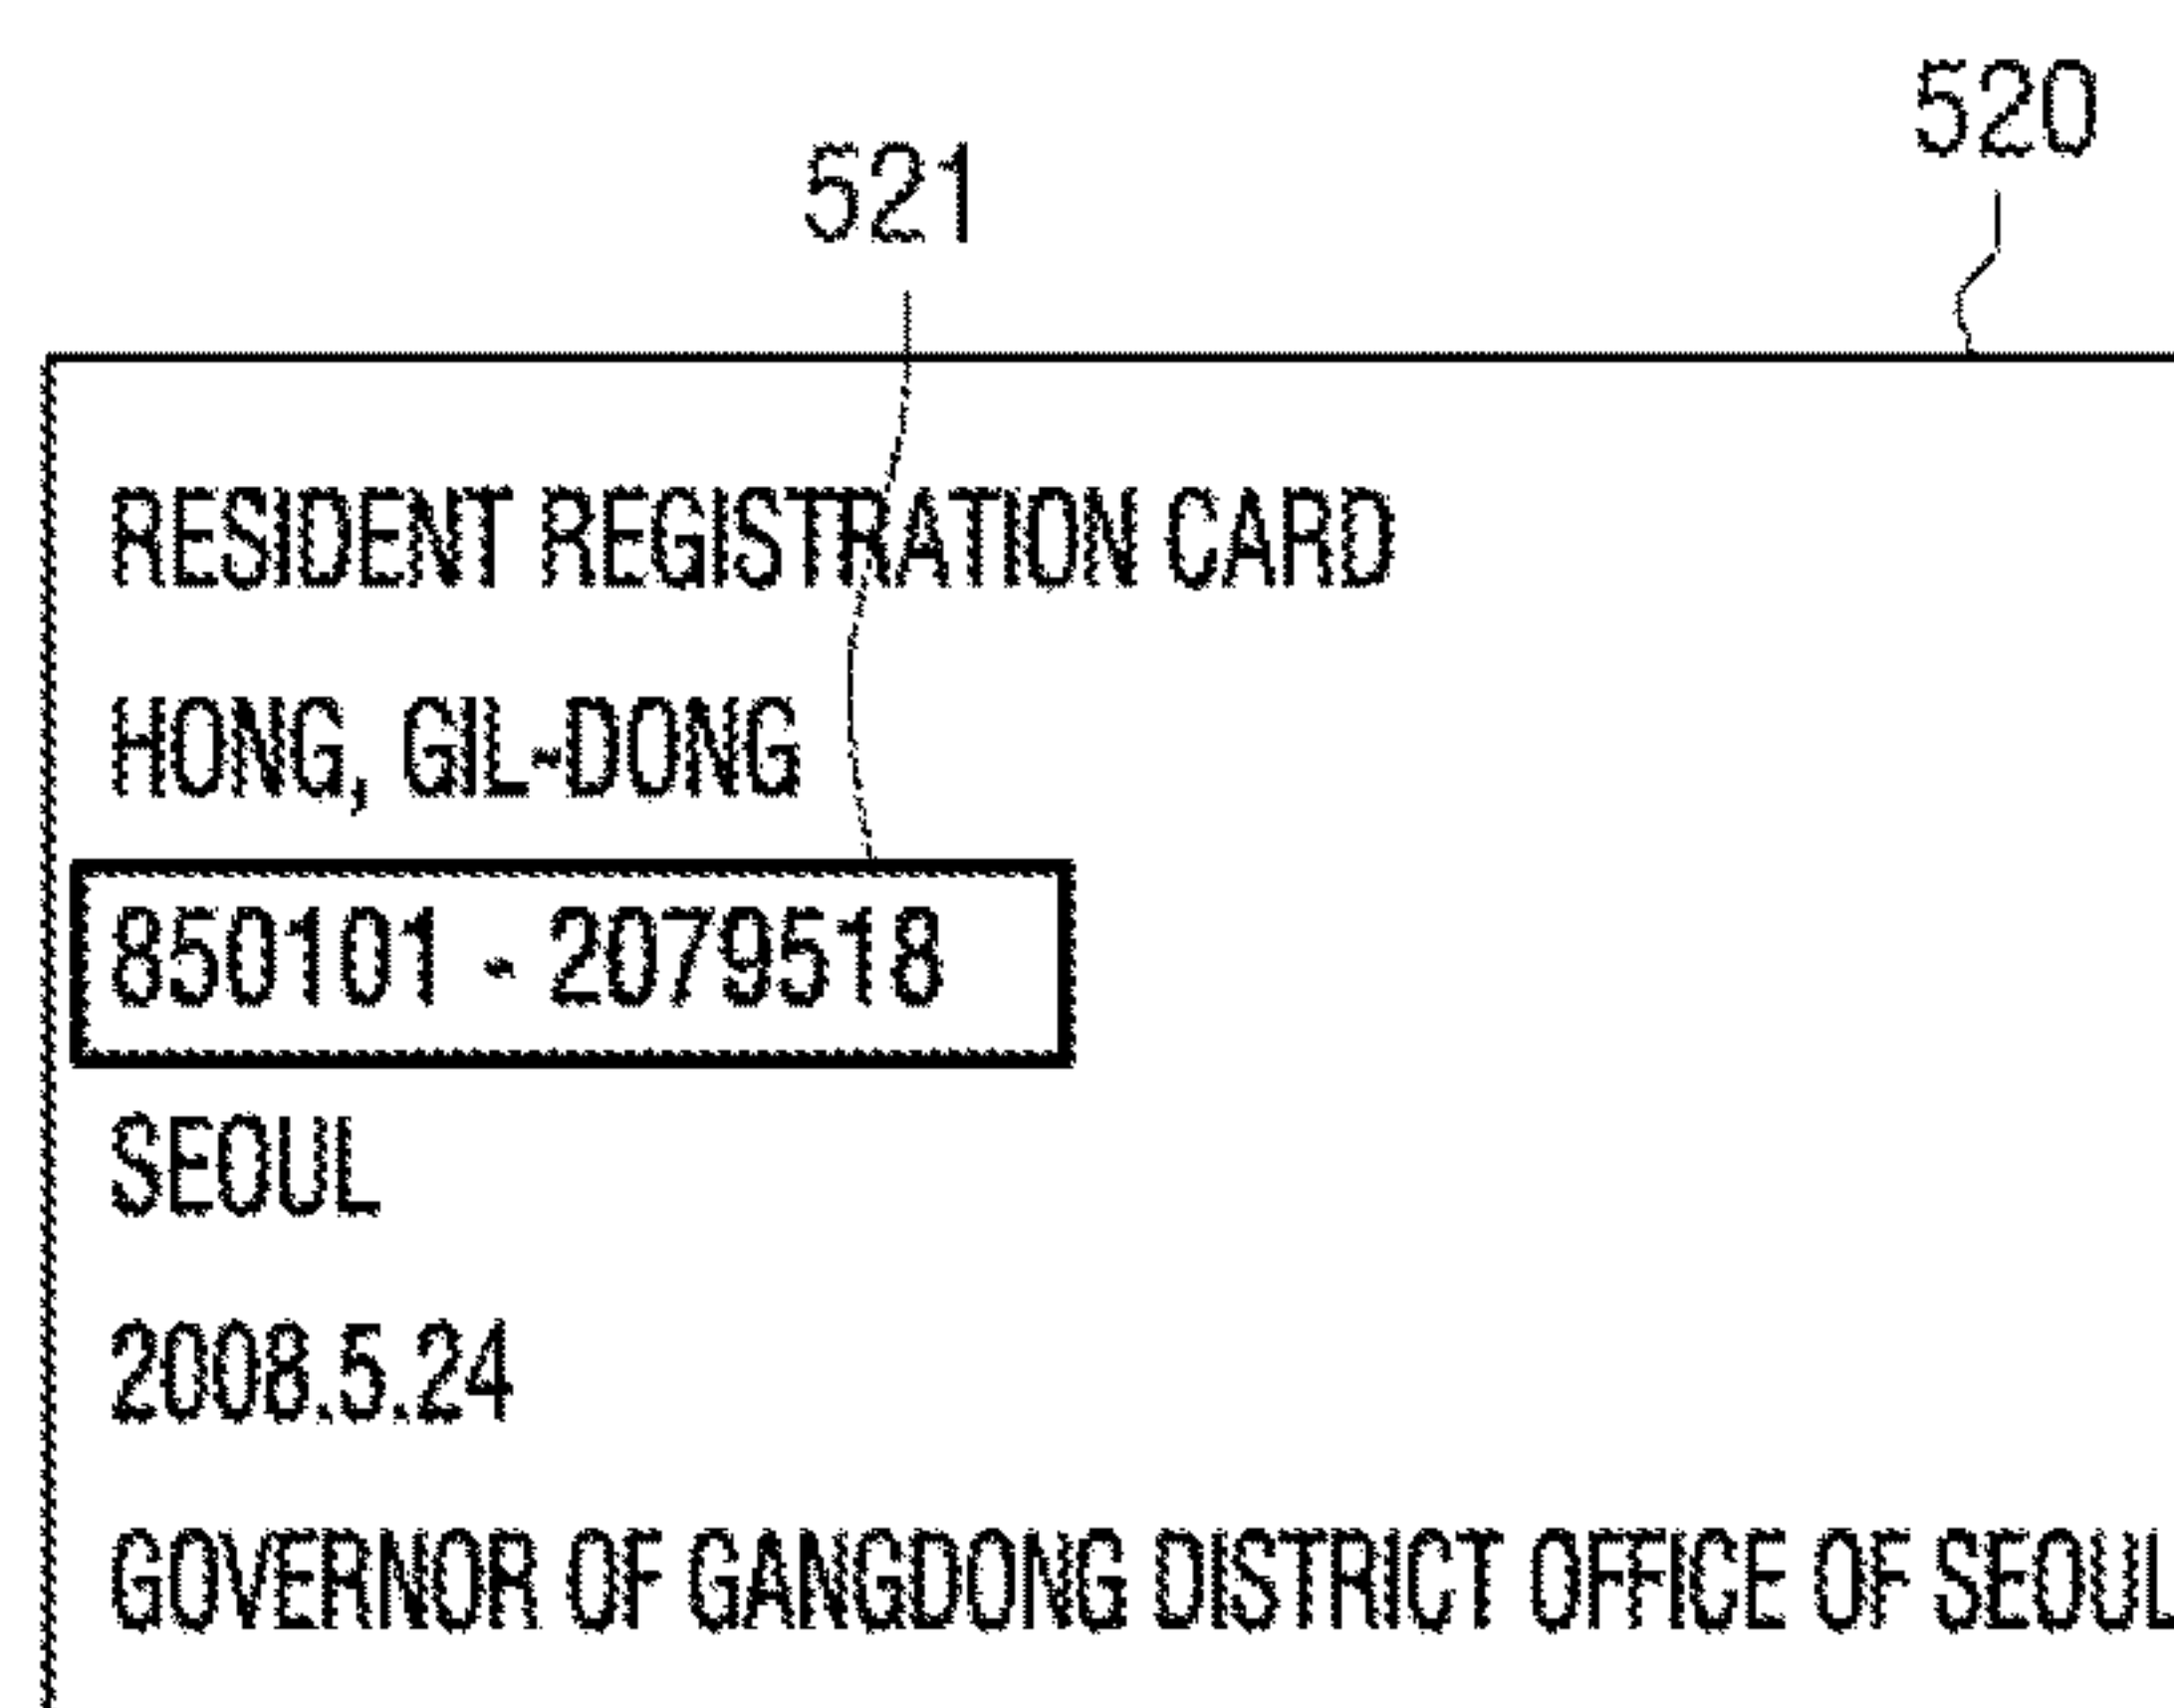 520
521
RESIDENT REGISTRATION CARD
HONG, GIL-DONG
850101 - 2079518
SEOUL
2008.5.24
GOVERNOR OF GANGDONG DISTRICT OFFICE OF SEOUL